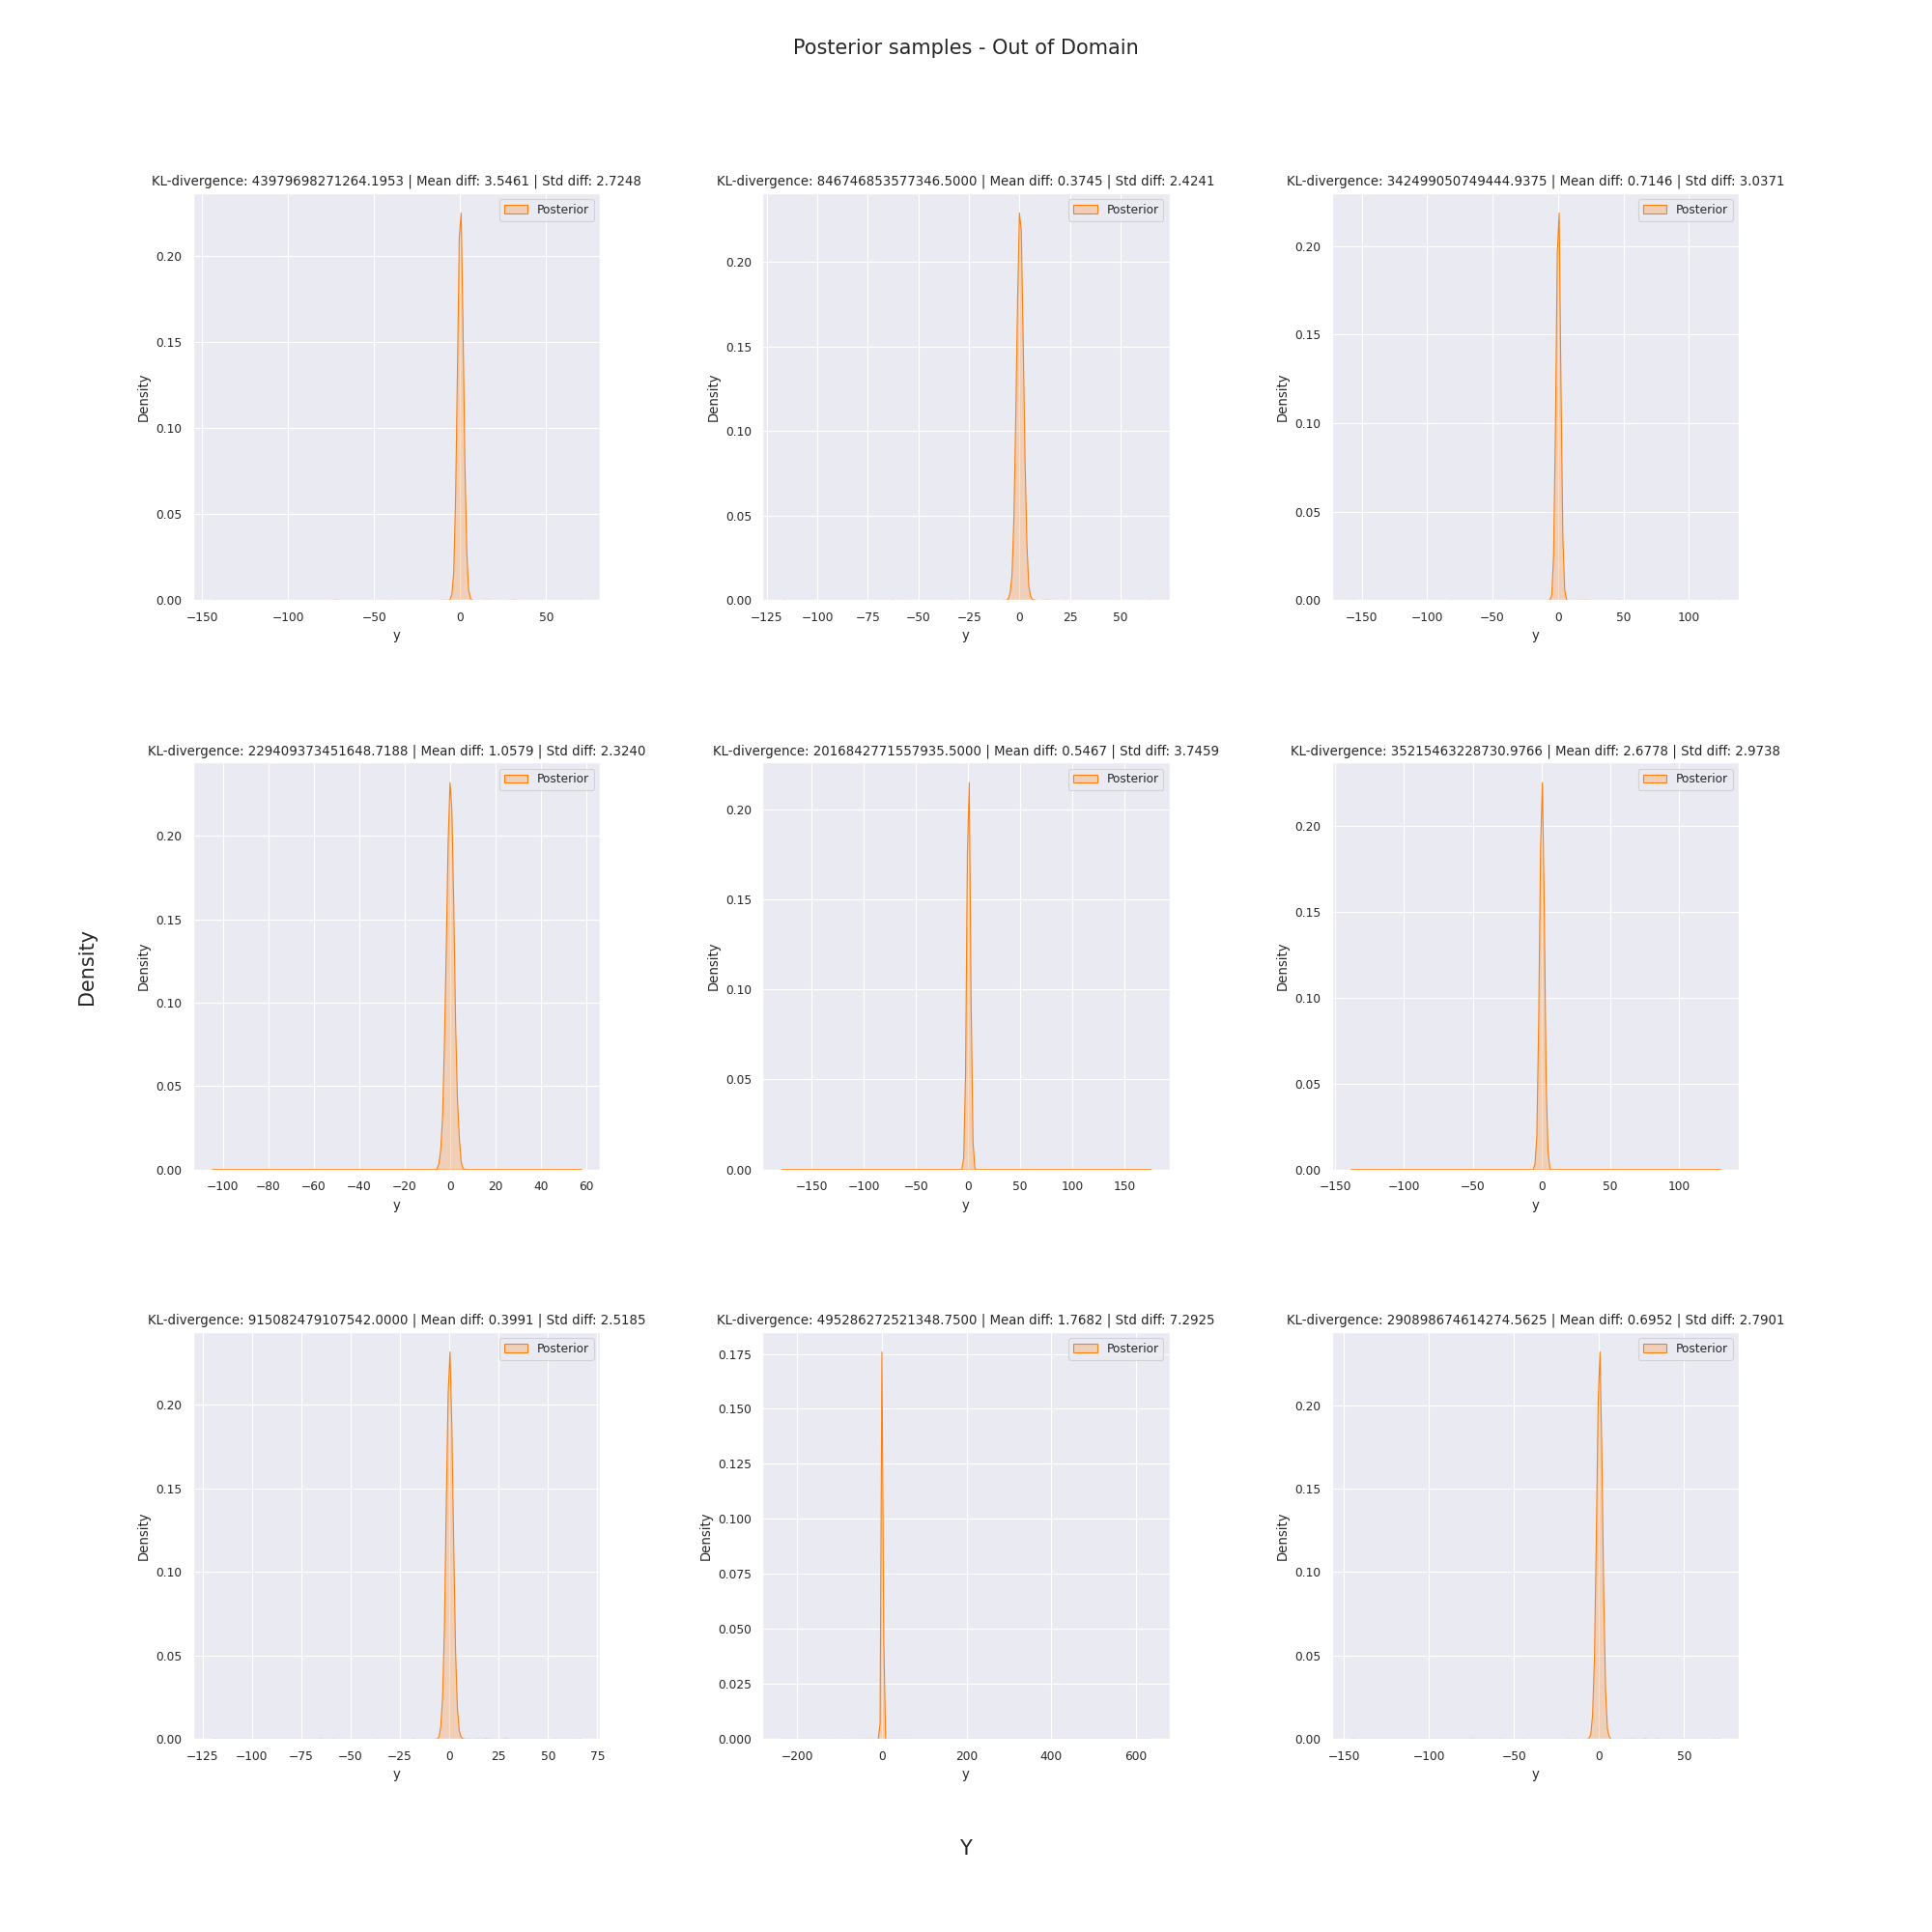 Posterior samples - Out of Domain
KL-divergence: 43979698271264.1953 | Mean diff: 3.5461 | Std diff: 2.7248
Posterior
0.20
0.15
0.10
0.05
0.00
Density
−150 −100 −50 0 50
y
KL-divergence: 846746853577346.5000 | Mean diff: 0.3745 | Std diff: 2.4241
Posterior
0.20
0.15
0.10
0.05
0.00
Density
−125 −100 −75 −50 −25 0 25 50
y
KL-divergence: 342499050749444.9375 | Mean diff: 0.7146 | Std diff: 3.0371
Posterior
0.20
0.15
0.10
0.05
0.00
Density
−150 −100 −50 0 50 100
y
Density
KL-divergence: 229409373451648.7188 | Mean diff: 1.0579 | Std diff: 2.3240
Posterior
0.20
0.15
0.10
0.05
0.00
Density
−100 −80 −60 −40 −20 0 20 40 60
y
KL-divergence: 2016842771557935.5000 | Mean diff: 0.5467 | Std diff: 3.7459
Posterior
0.20
0.15
0.10
0.05
0.00
Density
−150 −100 −50 0 50 100 150
y
KL-divergence: 35215463228730.9766 | Mean diff: 2.6778 | Std diff: 2.9738
Posterior
0.20
0.15
0.10
0.05
0.00
Density
−150 −100 −50 0 50 100
y
KL-divergence: 915082479107542.0000 | Mean diff: 0.3991 | Std diff: 2.5185
Posterior
0.20
0.15
0.10
0.05
0.00
Density
−125 −100 −75 −50 −25 0 25 50 75
y
KL-divergence: 495286272521348.7500 | Mean diff: 1.7682 | Std diff: 7.2925
Posterior
0.175
0.150
0.125
0.100
0.075
0.050
0.025
0.000
Density
−200 0 200 400 600
y
KL-divergence: 290898674614274.5625 | Mean diff: 0.6952 | Std diff: 2.7901
Posterior
0.20
0.15
0.10
0.05
0.00
Density
−150 −100 −50 0 50
y
Y